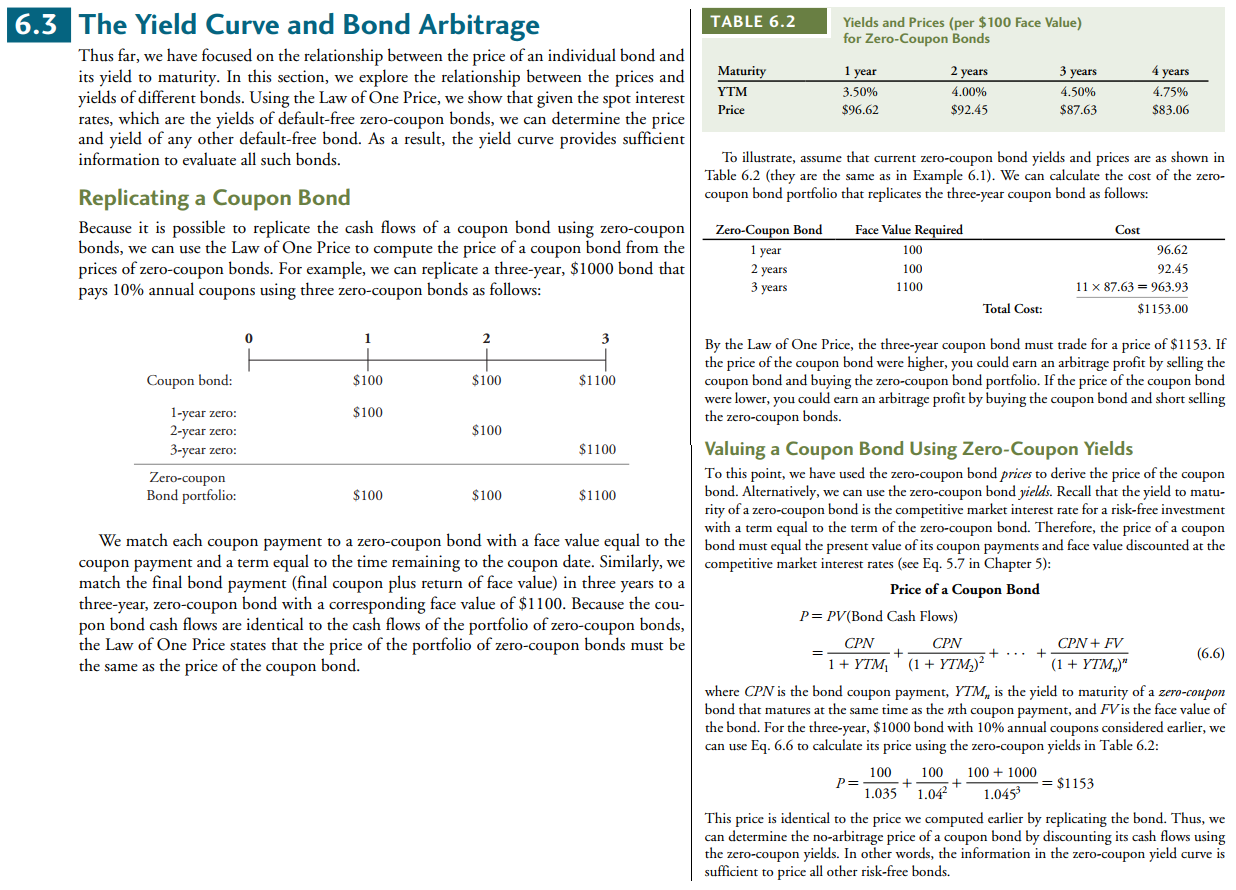 6.3 The Yield Curve and Bond Arbitrage
Thus far, we have focused on the relationship between the price of an individual bond and
its yield to maturity. In this section, we explore the relationship between the prices and
yields of different bonds. Using the Law of One Price, we show that given the spot interest
rates, which are the yields of default-free zero-coupon bonds, we can determine the price
and yield of any other default-free bond. As a result, the yield curve provides sufficient
information to evaluate all such bonds.
Replicating a Coupon Bond
Because it is possible to replicate the cash flows of a coupon bond using zero-coupon
bonds, we can use the Law of One Price to compute the price of a coupon bond from the
prices of zero-coupon bonds. For example, we can replicate a three-year, $1000 bond that
pays 10% annual coupons using three zero-coupon bonds as follows:
0 1 2 3
Coupon bond: $100 $100 $1100
1-year zero: $100
2-year zero: $100
3-year zero: $1100
Zero-coupon
Bond portfolio: $100 $100 $1100
We match each coupon payment to a zero-coupon bond with a face value equal to the
coupon payment and a term equal to the time remaining to the coupon date. Similarly, we
match the final bond payment (final coupon plus return of face value) in three years to a
three-year, zero-coupon bond with a corresponding face value of $1100. Because the cou-
pon bond cash flows are identical to the cash flows of the portfolio of zero-coupon bonds,
the Law of One Price states that the price of the portfolio of zero-coupon bonds must be
the same as the price of the coupon bond.
TABLE 6.2 Yields and Prices (per $100 Face Value)
for Zero-Coupon Bonds
Maturity 1 year 2 years 3 years 4 years
YTM 3.50% 4.00% 4.50% 4.75%
Price $96.62 $92.45 $87.63 $83.06
To illustrate, assume that current zero-coupon bond yields and prices are as shown in
Table 6.2 (they are the same as in Example 6.1). We can calculate the cost of the zero-
coupon bond portfolio that replicates the three-year coupon bond as follows:
Zero-Coupon Bond Face Value Required Cost
1 year 100 96.62
2 years 100 92.45
3 years 1100 11 × 87.63 = 963.93
Total Cost: $1153.00
By the Law of One Price, the three-year coupon bond must trade for a price of $1153. If
the price of the coupon bond were higher, you could earn an arbitrage profit by selling the
coupon bond and buying the zero-coupon bond portfolio. If the price of the coupon bond
were lower, you could earn an arbitrage profit by buying the coupon bond and short selling
the zero-coupon bonds.
Valuing a Coupon Bond Using Zero-Coupon Yields
To this point, we have used the zero-coupon bond prices to derive the price of the coupon
bond. Alternatively, we can use the zero-coupon bond yields. Recall that the yield to matu-
rity of a zero-coupon bond is the competitive market interest rate for a risk-free investment
with a term equal to the term of the zero-coupon bond. Therefore, the price of a coupon
bond must equal the present value of its coupon payments and face value discounted at the
competitive market interest rates (see Eq. 5.7 in Chapter 5):
Price of a Coupon Bond
P = PV(Bond Cash Flows)
= CPN / (1 + YTM₁) + CPN / (1 + YTM₂)² + · · · + (CPN + FV) / (1 + YTMₙ)ⁿ (6.6)
where CPN is the bond coupon payment, YTMₙ is the yield to maturity of a zero-coupon
bond that matures at the same time as the nth coupon payment, and FV is the face value of
the bond. For the three-year, $1000 bond with 10% annual coupons considered earlier, we
can use Eq. 6.6 to calculate its price using the zero-coupon yields in Table 6.2:
P = 100 / 1.035 + 100 / 1.04² + (100 + 1000) / 1.045³ = $1153
This price is identical to the price we computed earlier by replicating the bond. Thus, we
can determine the no-arbitrage price of a coupon bond by discounting its cash flows using
the zero-coupon yields. In other words, the information in the zero-coupon yield curve is
sufficient to price all other risk-free bonds.